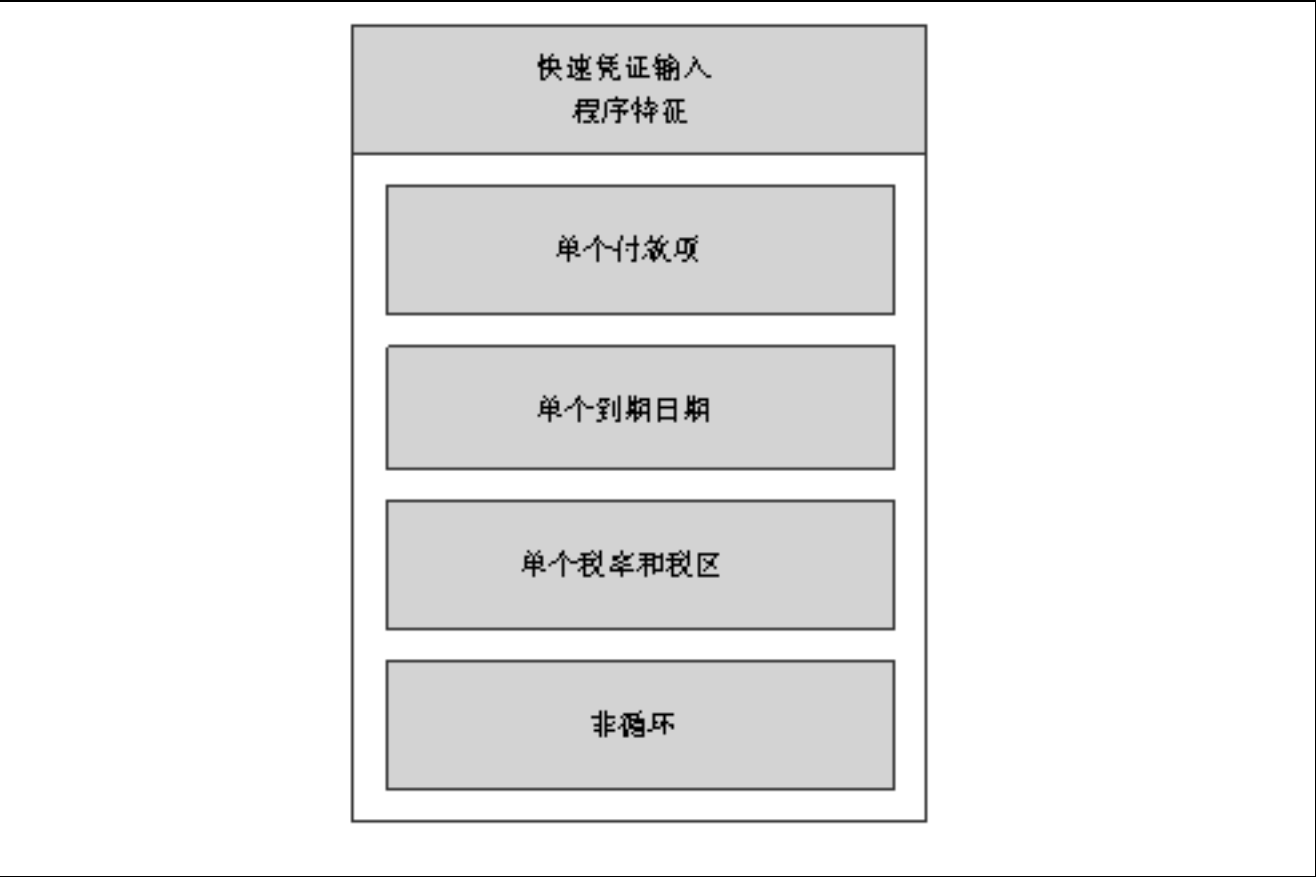 快速凭证输入
程序特征
单个付款项
单个到期日期
单个税率和税区
非循环